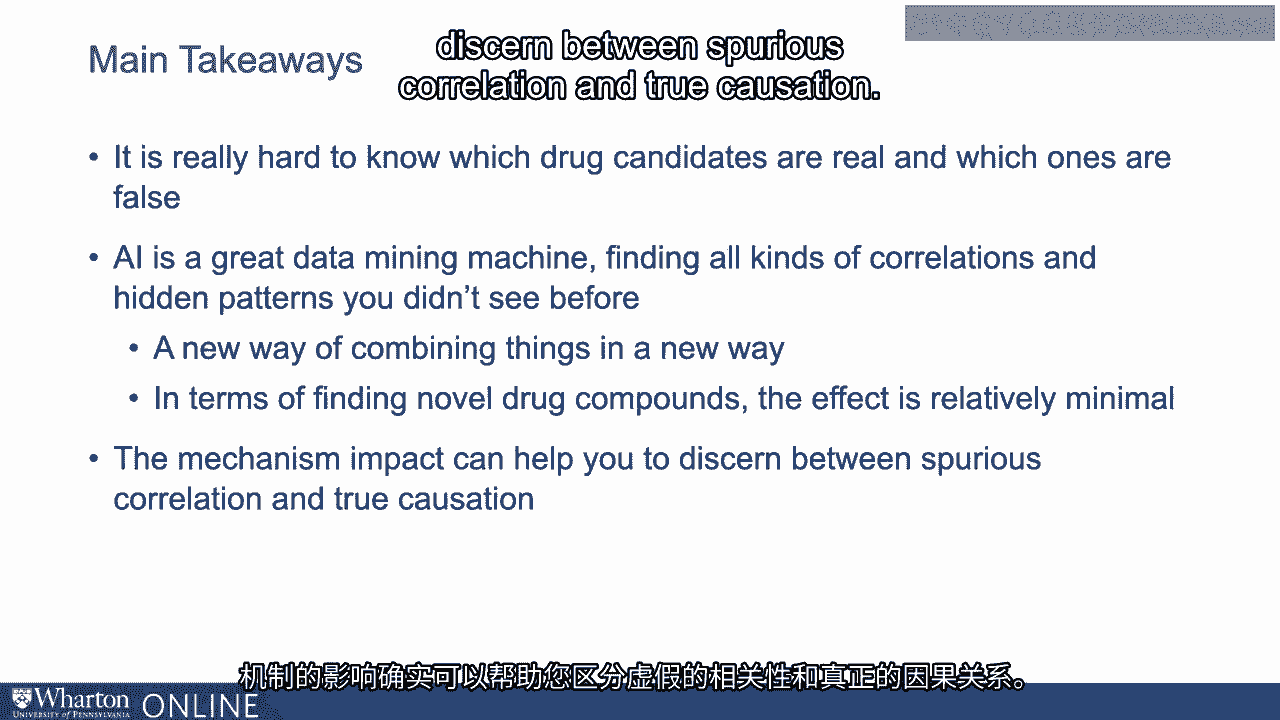 Main Takeaways
discern between spurious
correlation and true causation.
• It is really hard to know which drug candidates are real and which ones are
false
• AI is a great data mining machine, finding all kinds of correlations and
hidden patterns you didn't see before
• A new way of combining things in a new way
• In terms of finding novel drug compounds, the effect is relatively minimal
• The mechanism impact can help you to discern between spurious
correlation and true causation
机制的影响确实可以帮助您区分虚假的相关性和真正的因果关系。
Wharton
UNIVERSITY of PENNSYLVANIA
ONLINE